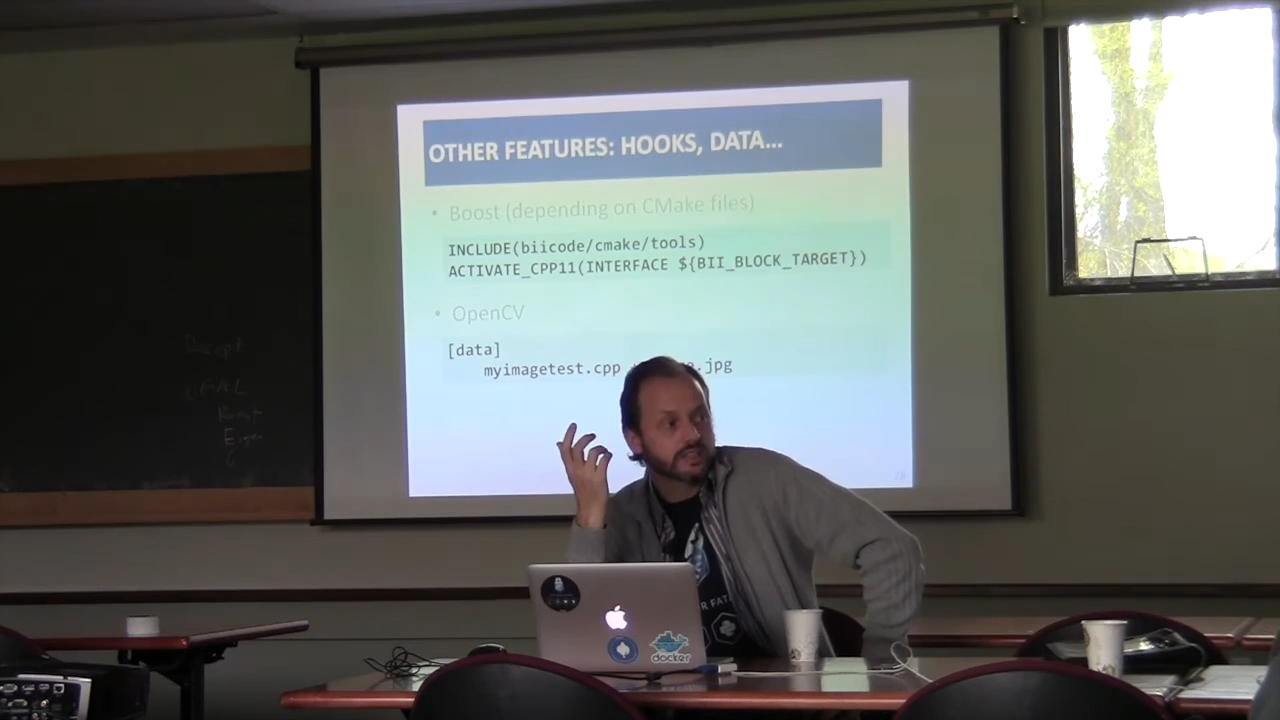 OTHER FEATURES: HOOKS, DATA...
• Boost (depending on CMake files)
INCLUDE(biicode/cmake/tools)
ACTIVATE_CPP11(INTERFACE ${BII_BLOCK_TARGET})
• OpenCV
[data]
myimagetest.cpp .jpg
docker